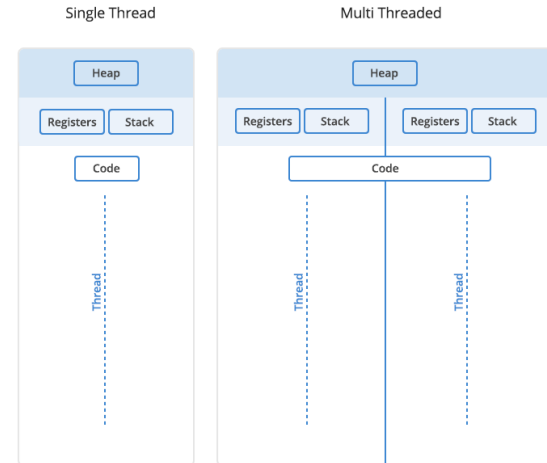 Single Thread
Multi Threaded
Heap
Heap
Registers Stack
Registers Stack
Registers Stack
Code
Code
Thread
Thread
Thread